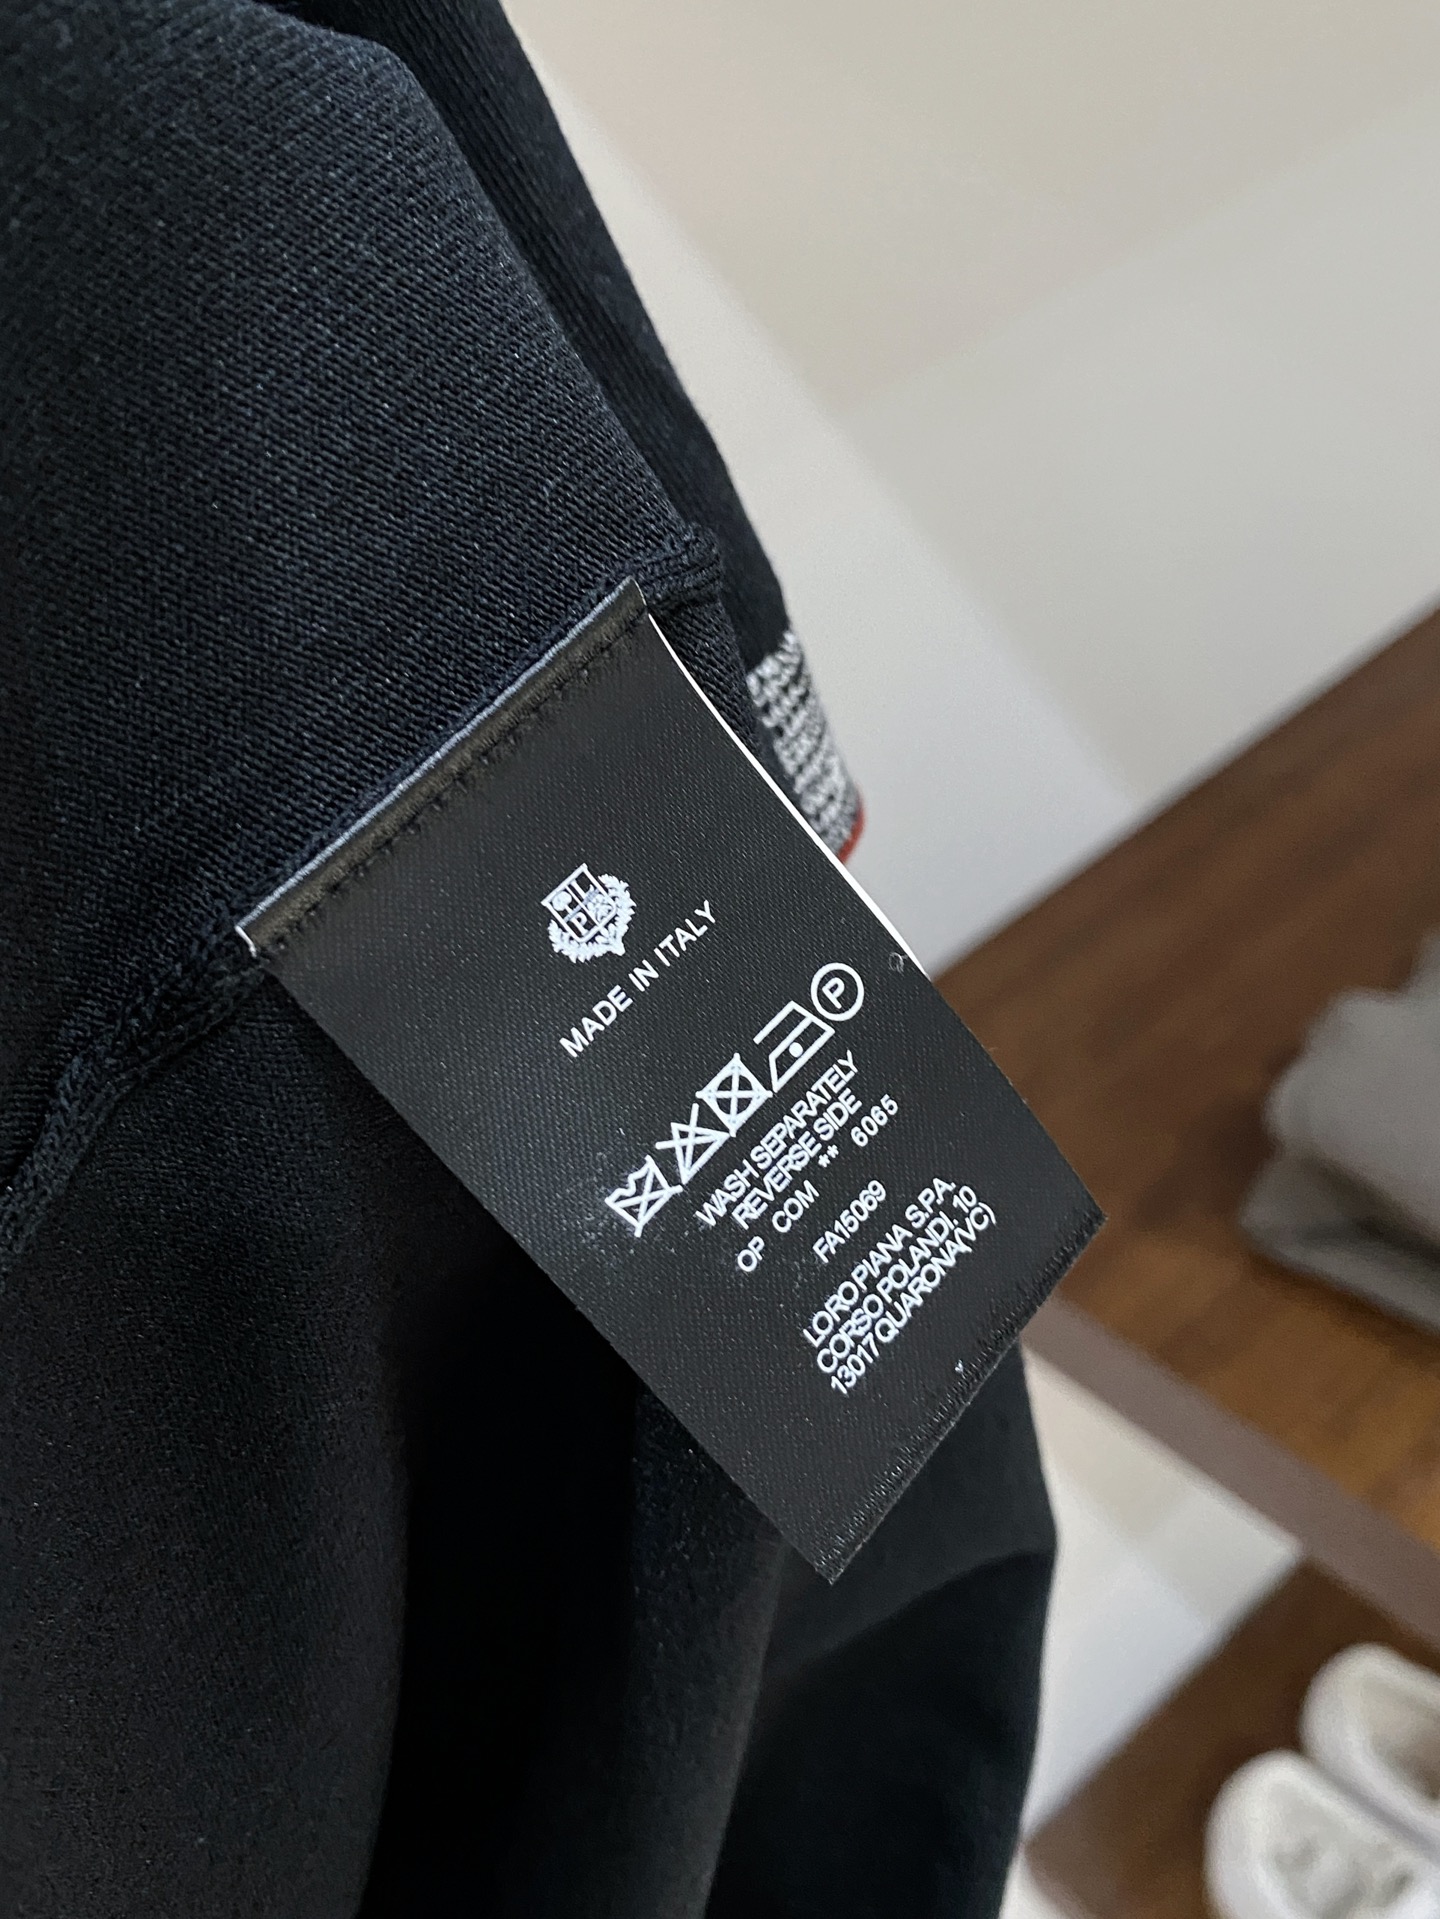 P
MADE IN ITALY
P
WASH SEPARATELY
REVERSE SIDE
OP COM ** 6065
FA15069
LORO PIANA S.P.A.
CORSO POLANDI, 10
13017 QUARONA(VC)